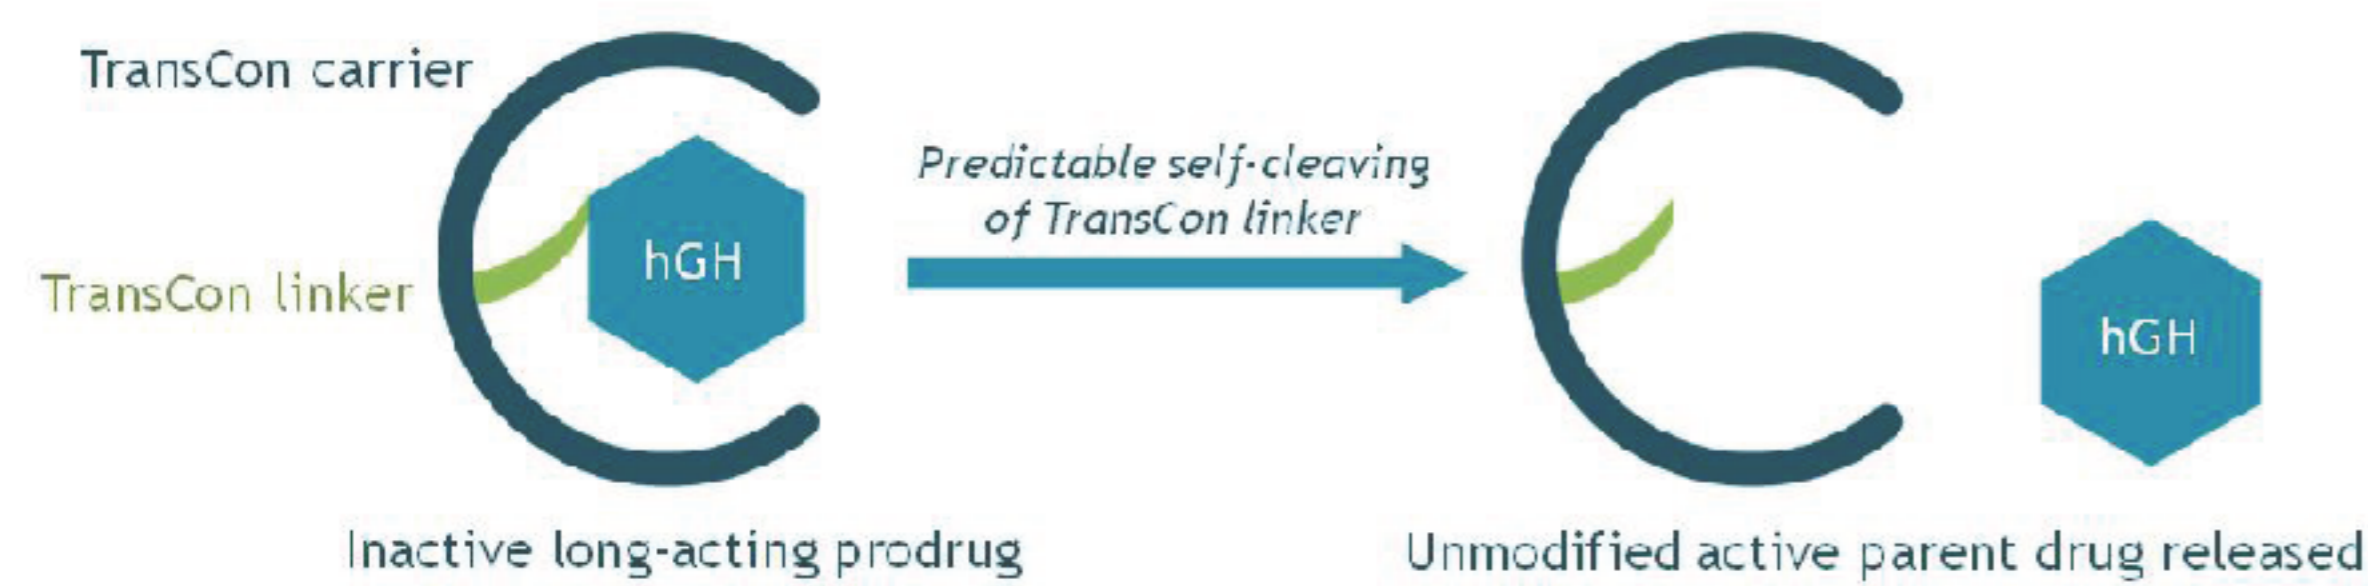 TransCon carrier
TransCon linker
hGH
Predictable self-cleaving
of TransCon linker
hGH
Inactive long-acting prodrug
Unmodified active parent drug released